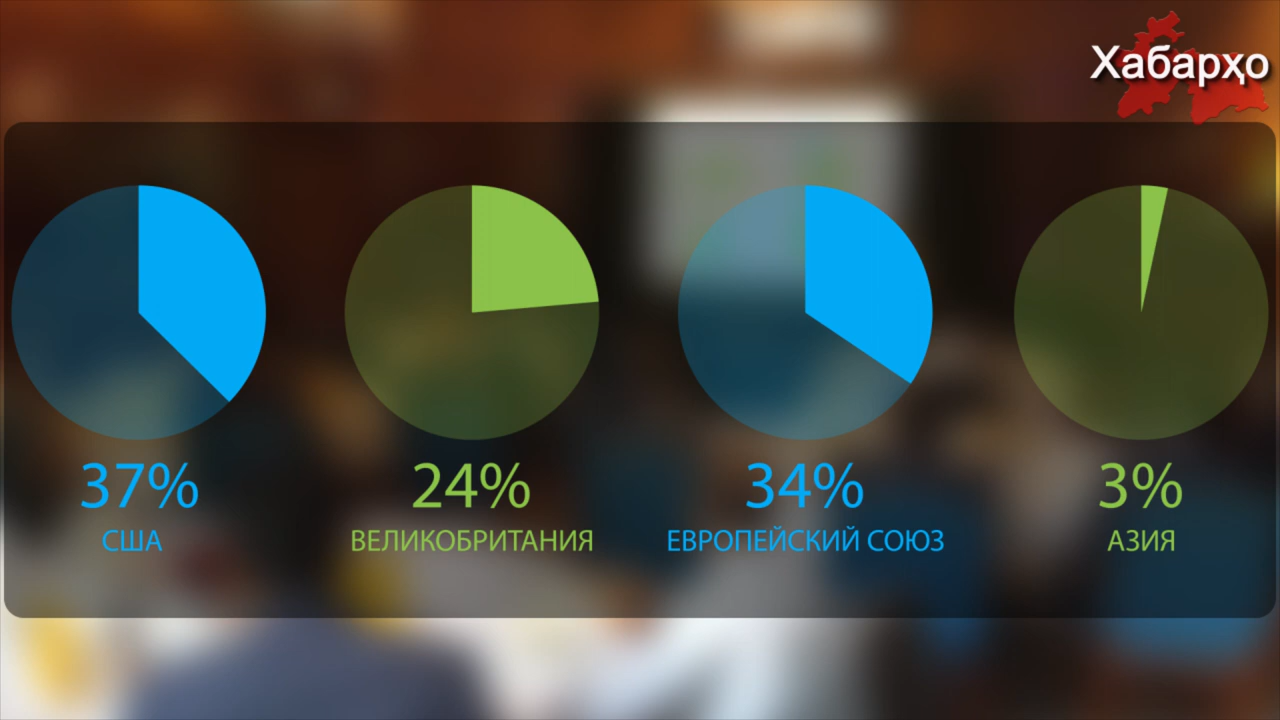 Хабарҳо
37%
США
24%
ВЕЛИКОБРИТАНИЯ
34%
ЕВРОПЕЙСКИЙ СОЮЗ
3%
АЗИЯ